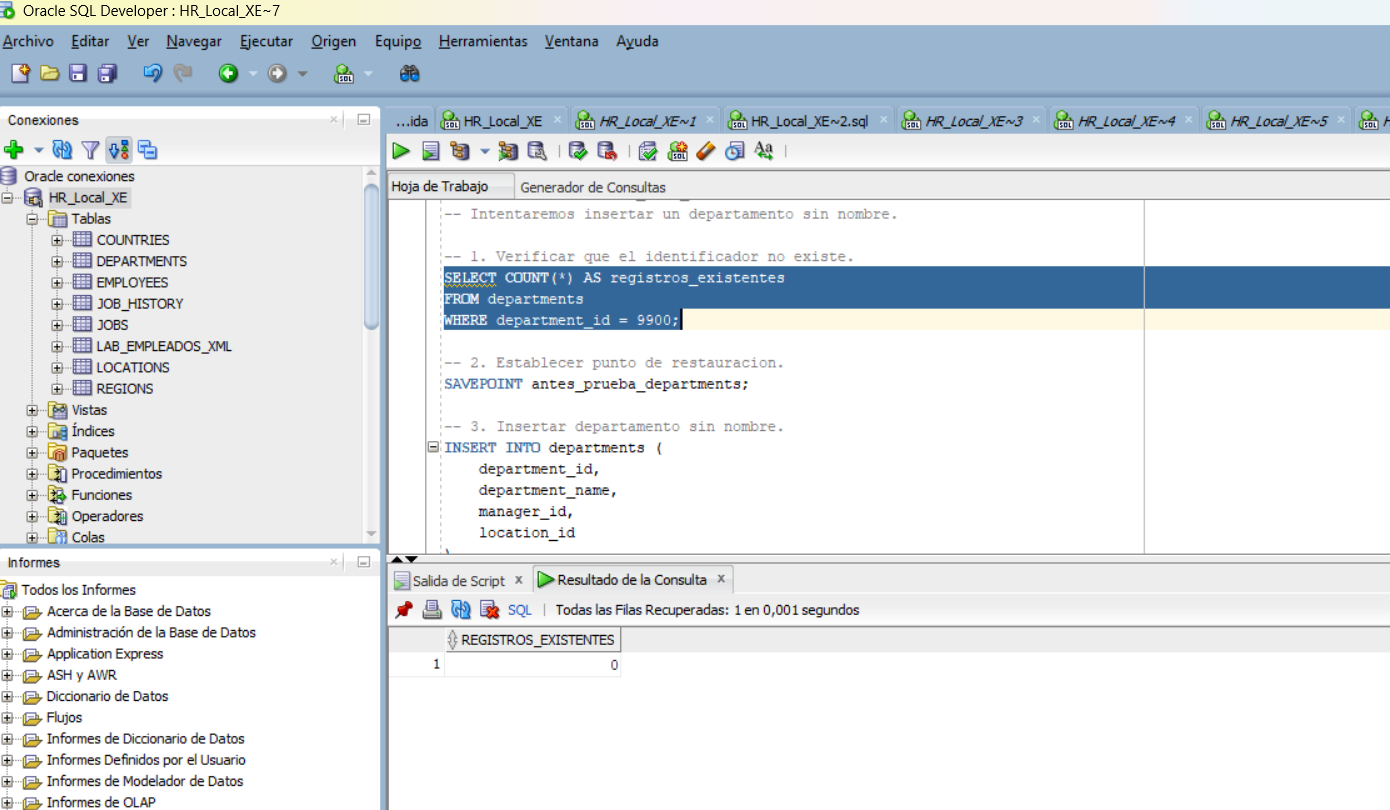 Oracle SQL Developer : HR_Local_XE~7
Archivo Editar Ver Navegar Ejecutar Origen Equipo Herramientas Ventana Ayuda
Conexiones
Oracle conexiones
HR_Local_XE
Tablas
COUNTRIES
DEPARTMENTS
EMPLOYEES
JOB_HISTORY
JOBS
LAB_EMPLEADOS_XML
LOCATIONS
REGIONS
Vistas
Índices
Paquetes
Procedimientos
Funciones
Operadores
Colas
Informes
Todos los Informes
Acerca de la Base de Datos
Administración de la Base de Datos
Application Express
ASH y AWR
Diccionario de Datos
Flujos
Informes de Diccionario de Datos
Informes Definidos por el Usuario
Informes de Modelador de Datos
Informes de OLAP
...ida HR_Local_XE HR_Local_XE~1 HR_Local_XE~2.sql HR_Local_XE~3 HR_Local_XE~4 HR_Local_XE~5 H
Hoja de Trabajo Generador de Consultas
-- Intentaremos insertar un departamento sin nombre.
-- 1. Verificar que el identificador no existe.
SELECT COUNT(*) AS registros_existentes
FROM departments
WHERE department_id = 9900;
-- 2. Establecer punto de restauracion.
SAVEPOINT antes_prueba_departments;
-- 3. Insertar departamento sin nombre.
INSERT INTO departments (
department_id,
department_name,
manager_id,
location_id
Salida de Script x Resultado de la Consulta x
SQL | Todas las Filas Recuperadas: 1 en 0,001 segundos
REGISTROS_EXISTENTES
1 0